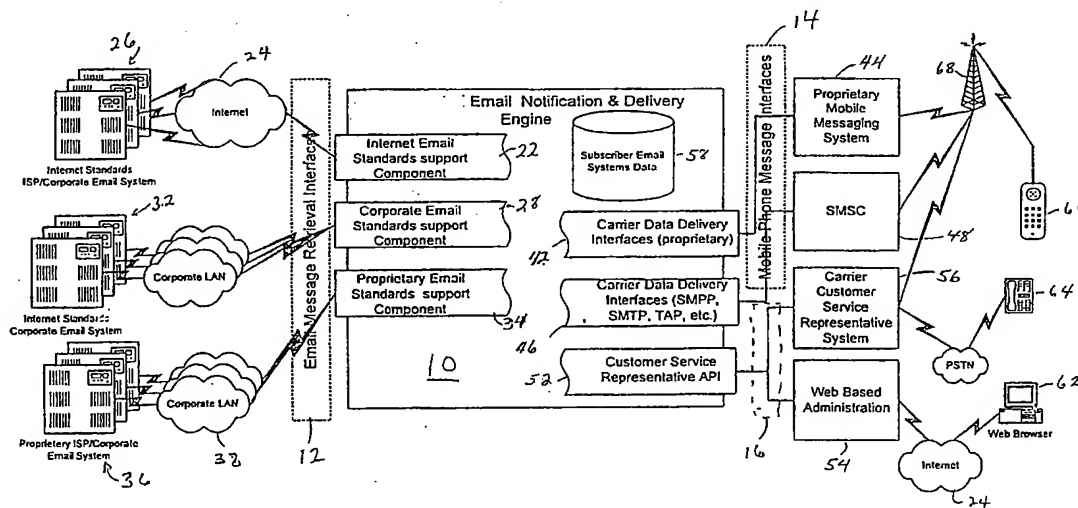 26
24
Internet
Internet Standards
ISP/Corporate Email System
32
Corporate LAN
Internet Standards
Corporate Email System
Corporate LAN
38
Proprietery ISP/Corporate
Email System
36
Email Message Retrieval Interfaces
12
Email Notification & Delivery
Engine
Internet Email
Standards support
Component
22
Corporate Email
Standards support
Component
28
Proprietary Email
Standards support
Component
34
10
Subscriber Email
Systems Data
58
Carrier Data Delivery
Interfaces (proprietary)
42
Carrier Data Delivery
Interfaces (SMPP,
SMTP, TAP, etc.)
46
Customer Service
Representative API
52
14
Mobile Phone Message Interfaces
16
44
Proprietary
Mobile
Messaging
System
SMSC
48
56
Carrier
Customer
Service
Representative
System
Web Based
Administration
54
68
64
PSTN
62
Web Browser
Internet
24